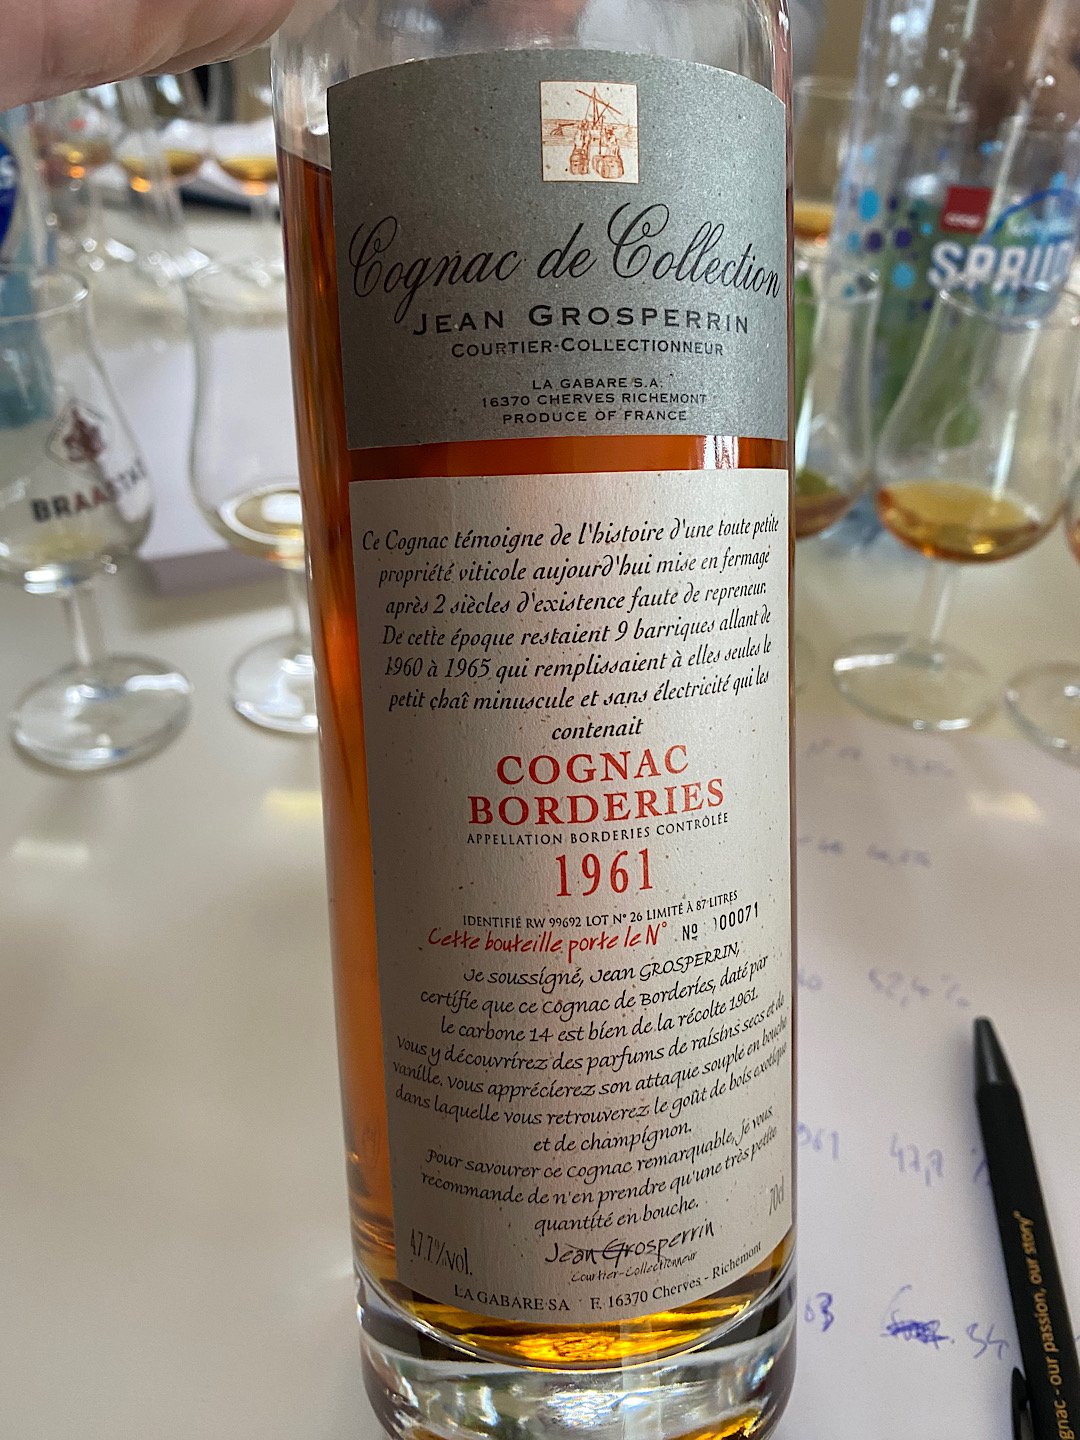 Cognac de Collection
JEAN GROSPERRIN
COURTIER-COLLECTIONNEUR
LA GABARE S.A.
16370 CHERVES RICHEMONT
PRODUCE OF FRANCE
Ce Cognac témoigne de l'histoire d'une toute petite
propriété viticole aujourd'hui mise en fermage
après 2 siècles d'existence faute de repreneur.
De cette époque restaient 9 barriques allant de
1960 à 1965 qui remplissaient à elles seules le
petit chaî minuscule et sans électricité qui les
contenait
COGNAC
BORDERIES
APPELLATION BORDERIES CONTRÔLÉE
1961
IDENTIFIÉ RW 99692 LOT N° 26 LIMITÉ À 87 LITRES
Cette bouteille porte le N° Nº 00071
Je soussigné, Jean GROSPERRIN,
certifie que ce Cognac de Borderies, daté par
le carbone 14 est bien de la récolte 1961.
Vous y découvrirez des parfums de raisins secs et de
vanille. Vous apprécierez son attaque souple en bouche
dans laquelle vous retrouverez le goût de bois exotique
et de champignon.
Pour savourer ce Cognac remarquable, je vous
recommande de n'en prendre qu'une très petite
quantité en bouche.
70cl
47.7%vol.
Jean Grosperrin
Courtier-Collectionneur
LA GABARE SA F. 16370 Cherves - Richemont
coop
gnac - our passion, our story"
47,7 %